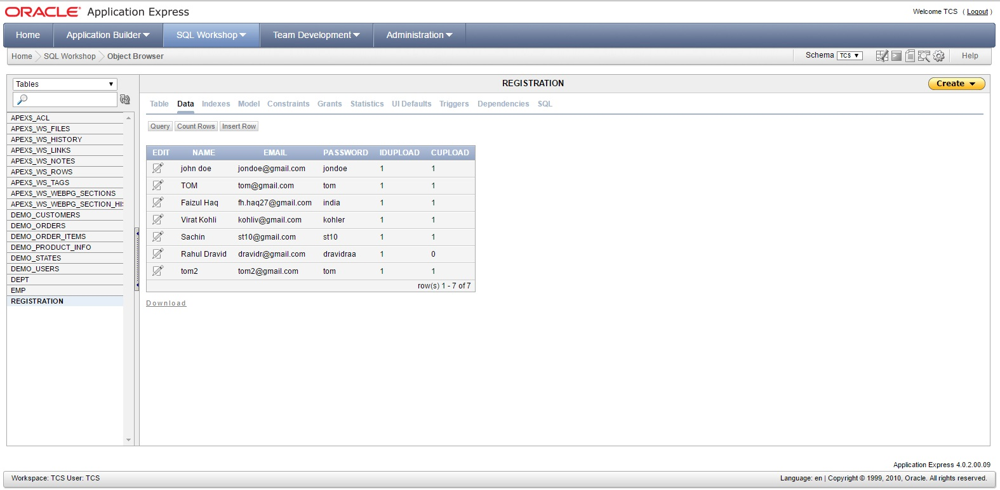 ORACLE® Application Express
Welcome TCS ( Logout )
Home Application Builder SQL Workshop Team Development Administration
Home SQL Workshop Object Browser
Schema TCS Help
Tables
REGISTRATION
Create
Table Data Indexes Model Constraints Grants Statistics UI Defaults Triggers Dependencies SQL
Query Count Rows Insert Row
APEX$_ACL
APEX$_WS_FILES
APEX$_WS_HISTORY
APEX$_WS_LINKS
APEX$_WS_NOTES
APEX$_WS_ROWS
APEX$_WS_TAGS
APEX$_WS_WEBPG_SECTIONS
APEX$_WS_WEBPG_SECTION_HIS
DEMO_CUSTOMERS
DEMO_ORDERS
DEMO_ORDER_ITEMS
DEMO_PRODUCT_INFO
DEMO_STATES
DEMO_USERS
DEPT
EMP
REGISTRATION
EDIT NAME EMAIL PASSWORD IDUPLOAD CUPLOAD
john doe jondoe@gmail.com jondoe 1 1
TOM tom@gmail.com tom 1 1
Faizul Haq fh.haq27@gmail.com india 1 1
Virat Kohli kohliv@gmail.com kohler 1 1
Sachin st10@gmail.com st10 1 1
Rahul Dravid dravidr@gmail.com dravidraa 1 0
tom2 tom2@gmail.com tom 1 1
row(s) 1 - 7 of 7
Download
Application Express 4.0.2.00.09
Workspace: TCS User: TCS
Language: en | Copyright © 1999, 2010, Oracle. All rights reserved.